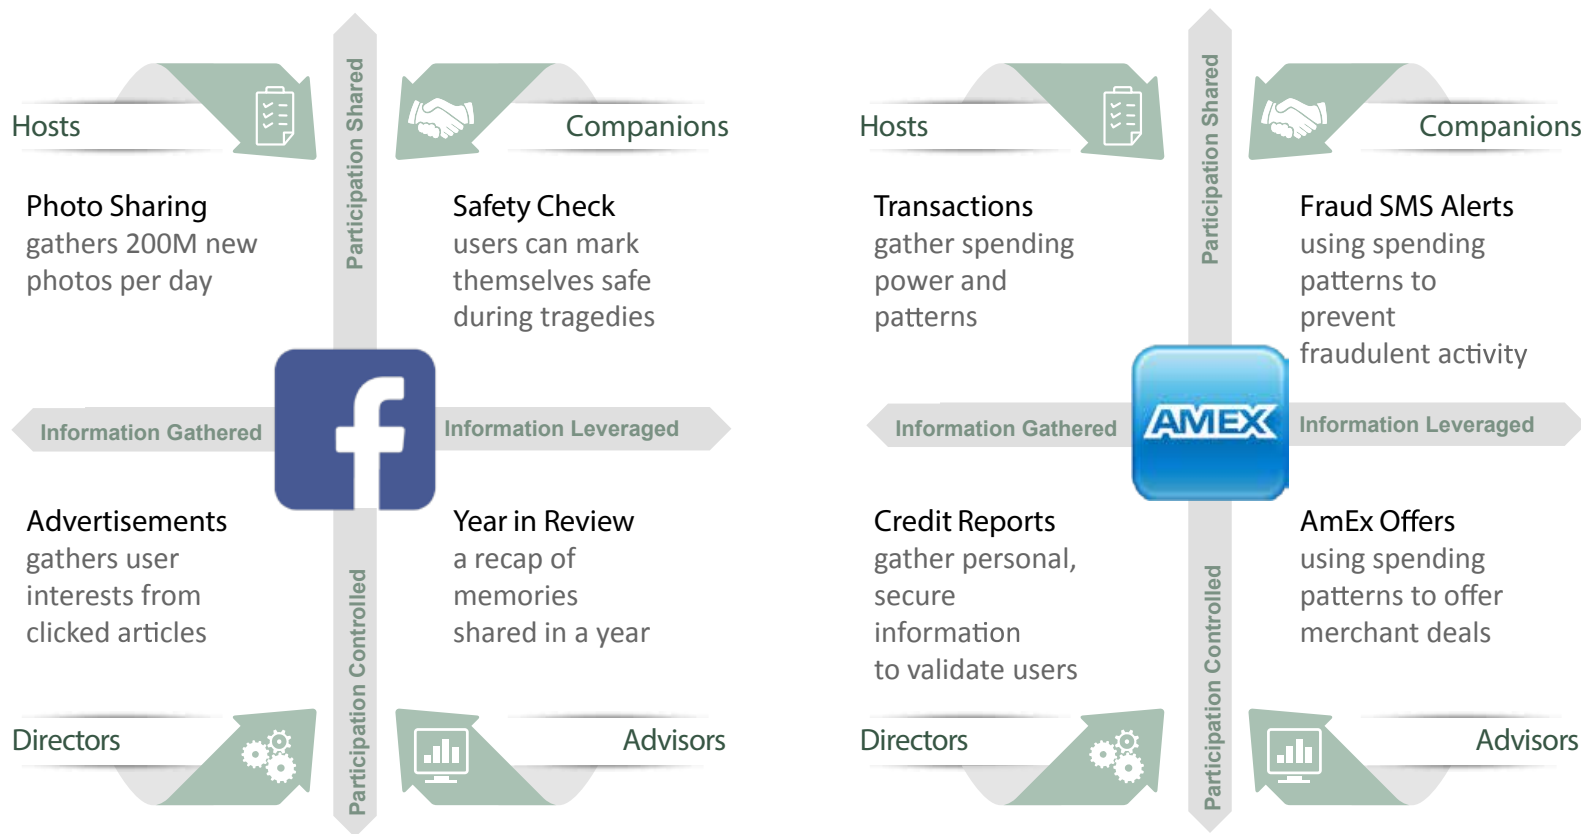 Hosts
Companions
Participation Shared
Photo Sharing
gathers 200M new
photos per day
Safety Check
users can mark
themselves safe
during tragedies
Information Gathered
f
Information Leveraged
Advertisements
gathers user
interests from
clicked articles
Year in Review
a recap of
memories
shared in a year
Participation Controlled
Directors
Advisors
Hosts
Companions
Participation Shared
Transactions
gather spending
power and
patterns
Fraud SMS Alerts
using spending
patterns to
prevent
fraudulent activity
Information Gathered
AMEX
Information Leveraged
Credit Reports
gather personal,
secure
information
to validate users
AmEx Offers
using spending
patterns to offer
merchant deals
Participation Controlled
Directors
Advisors